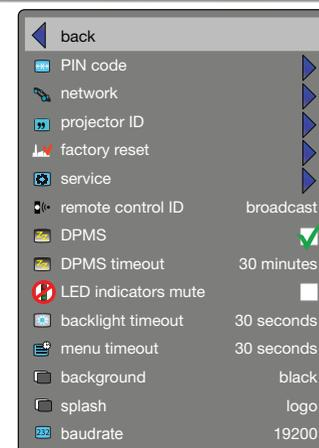 back
PIN code
network
projector ID
factory reset
service
remote control ID broadcast
DPMS
DPMS timeout 30 minutes
LED indicators mute
backlight timeout 30 seconds
menu timeout 30 seconds
background black
splash logo
232 baudrate 19200